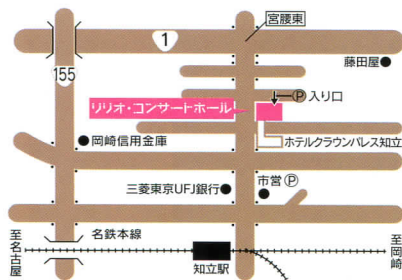 宮腰東
1
藤田屋
155
Ⓟ入り口
リリオ・コンサートホール
岡崎信用金庫
ホテルクラウンパレス知立
市営Ⓟ
三菱東京UFJ銀行
至名古屋
名鉄本線
至岡崎
知立駅